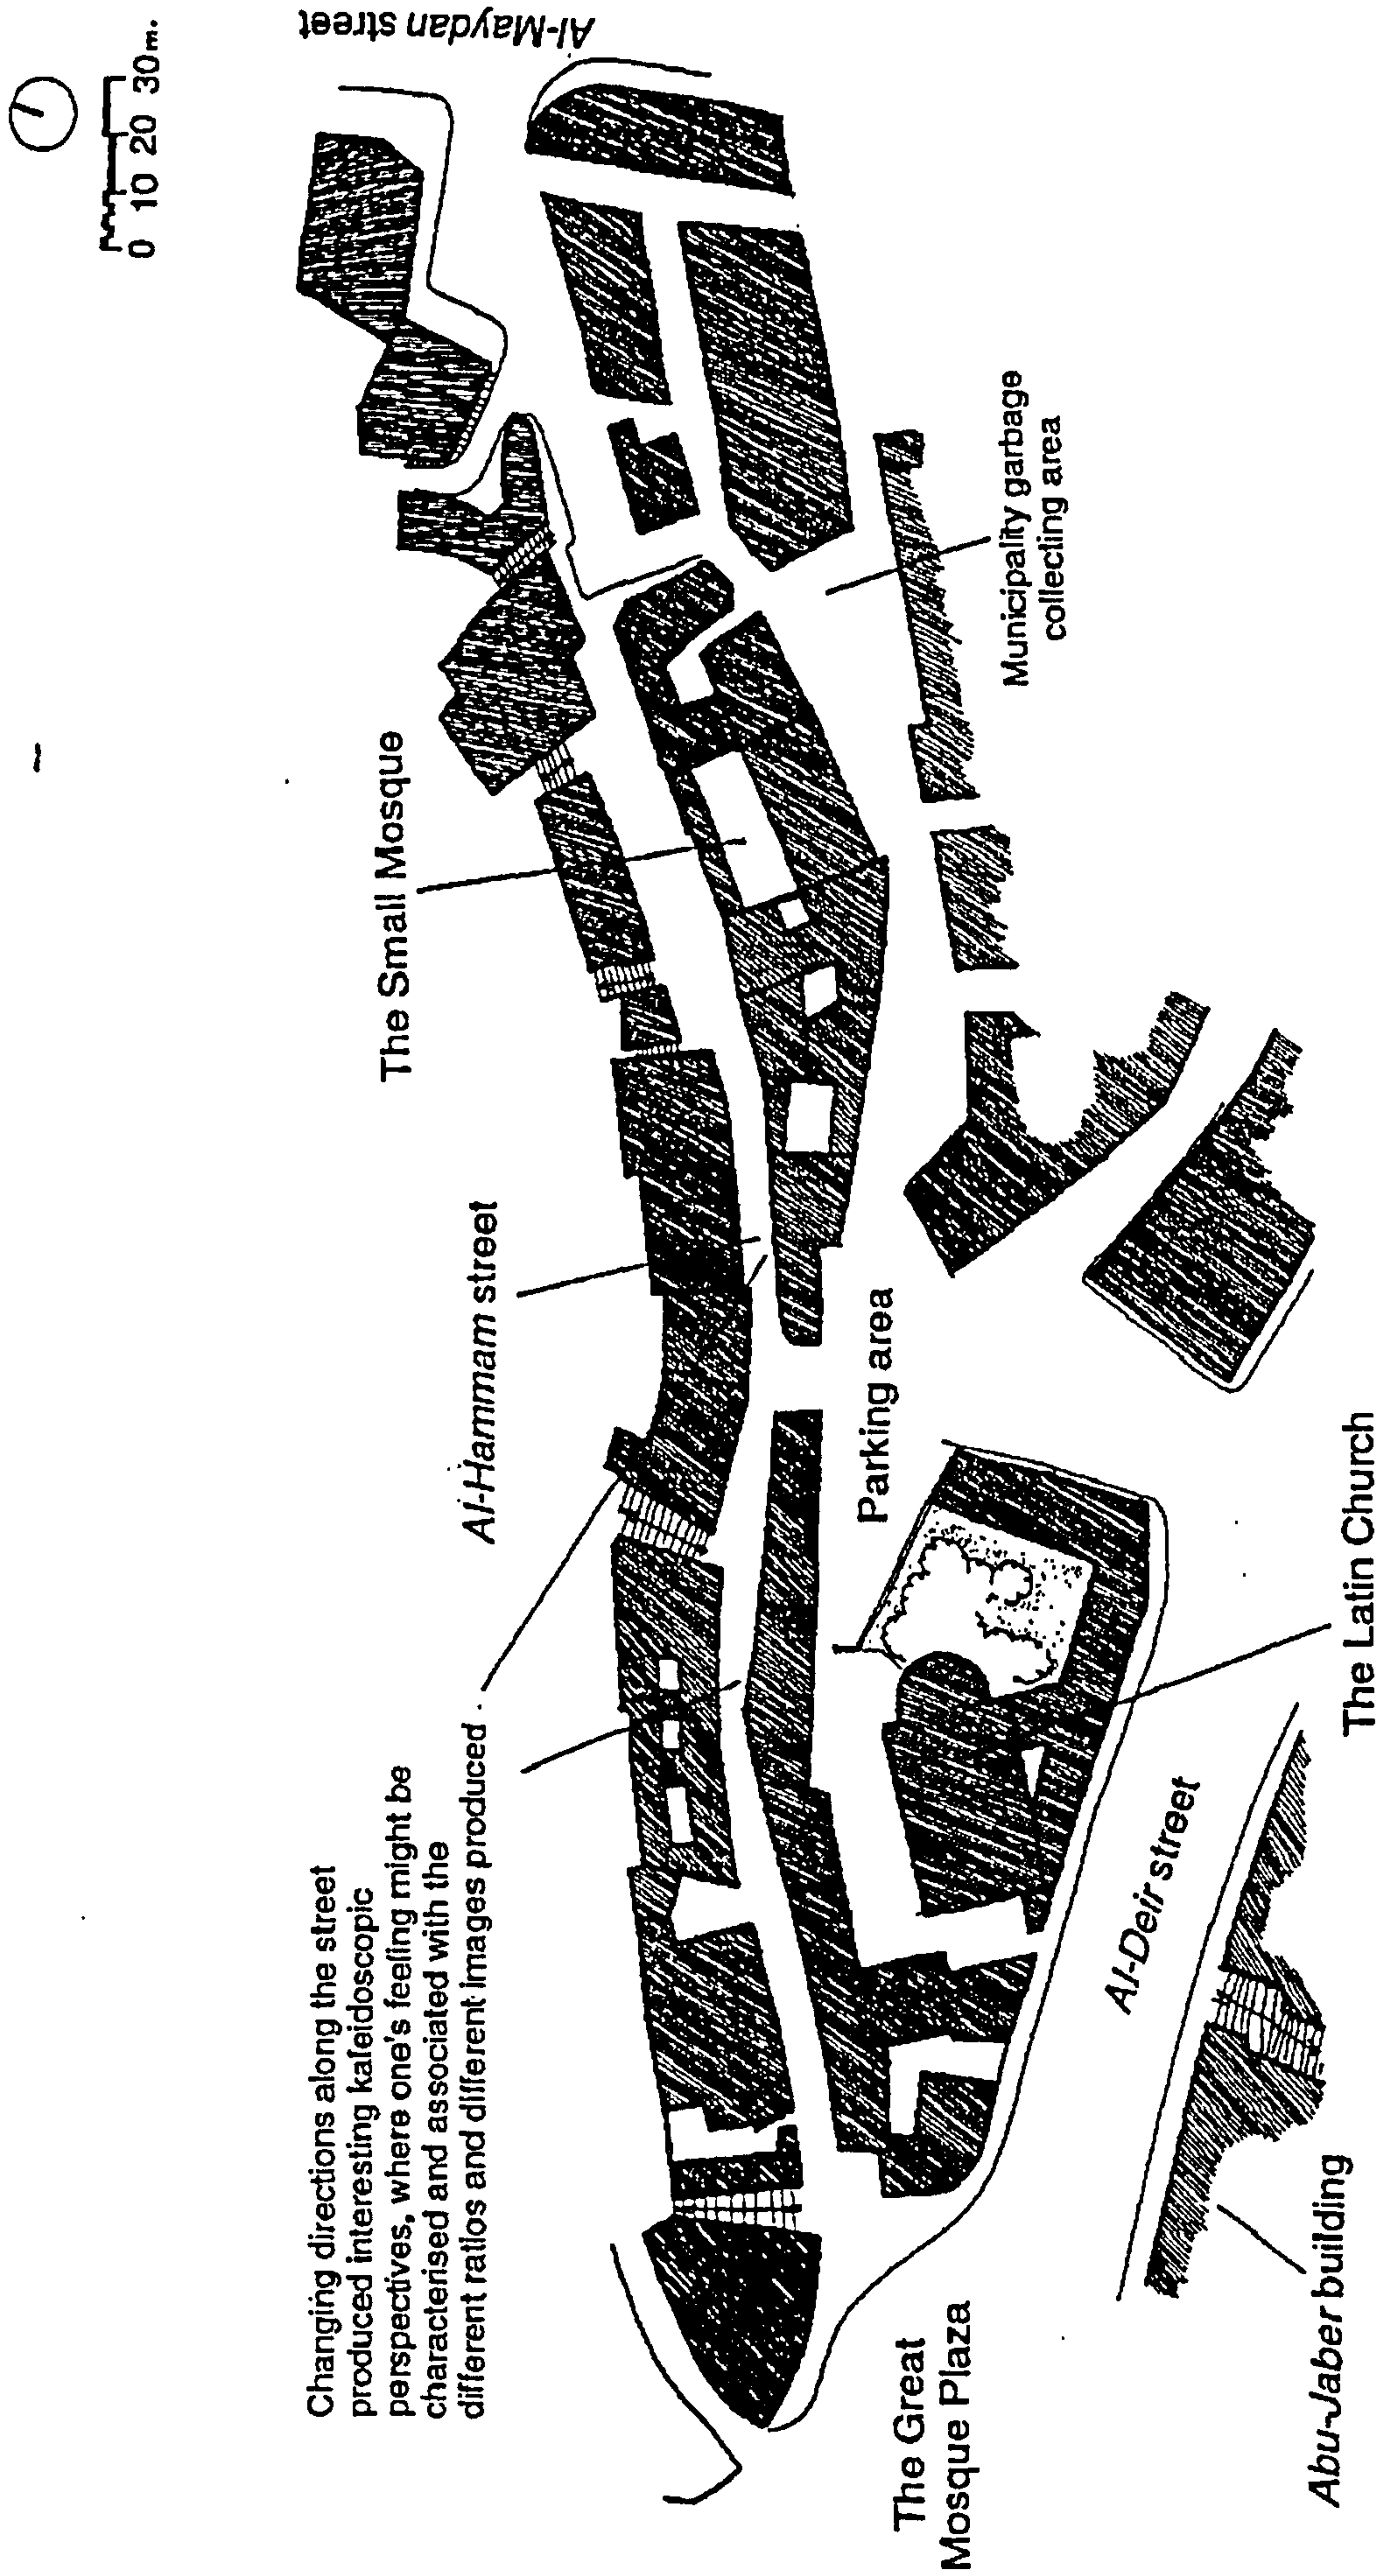 Changing directions along the street
produced interesting kaleidoscopic
perspectives, where one's feeling might be
characterised and associated with the
different ratios and different images produced
Al-Hammam street
The Small Mosque
Al-Maydan street
0 10 20 30m.
Municipality garbage
collecting area
Parking area
The Great
Mosque Plaza
Al-Deir street
The Latin Church
Abu-Jaber building